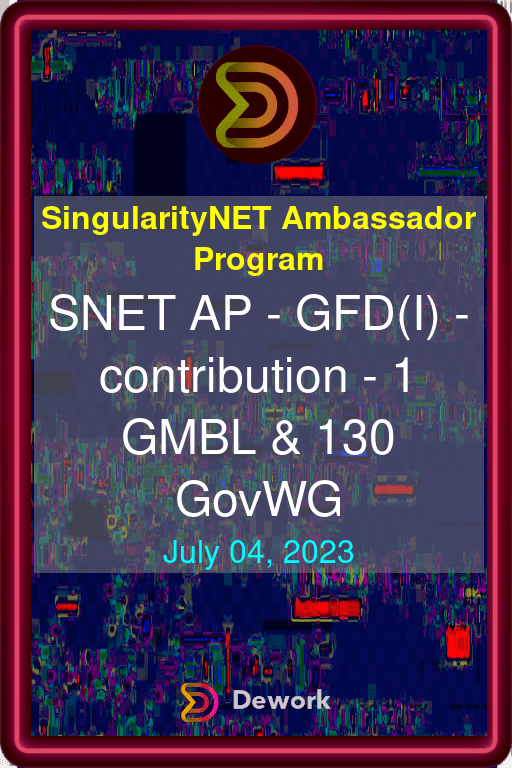 SingularityNET Ambassador
Program
SNET AP - GFD(I) -
contribution - 1
GMBL & 130
GovWG
July 04, 2023
Dework